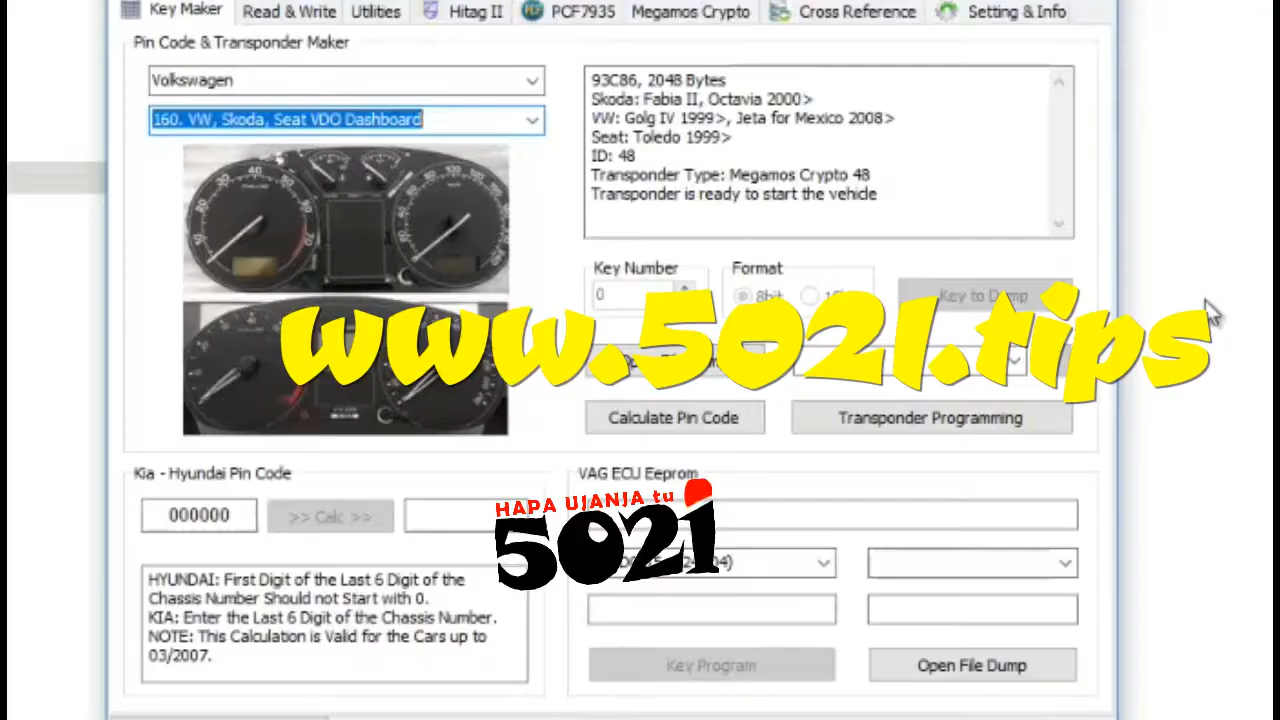 Key Maker
Read & Write
Utilities
Hitag II
PCF7935
Megamos Crypto
Cross Reference
Setting & Info
Pin Code & Transponder Maker
Volkswagen
160. VW, Skoda, Seat VDO Dashboard
93C86, 2048 Bytes
Skoda: Fabia II, Octavia 2000>
VW: Golg IV 1999>, Jeta for Mexico 2008>
Seat: Toledo 1999>
ID: 48
Transponder Type: Megamos Crypto 48
Transponder is ready to start the vehicle
Key Number
Format
0
8bit
Key to Dump
www.5021.tips
Calculate Pin Code
Transponder Programming
Kia - Hyundai Pin Code
VAG ECU Eeprom
000000
>> Calc >>
HAPA UJANJA tu
5021
HYUNDAI: First Digit of the Last 6 Digit of the
Chassis Number Should not Start with 0.
KIA: Enter the Last 6 Digit of the Chassis Number.
NOTE: This Calculation is Valid for the Cars up to
03/2007.
Key Program
Open File Dump